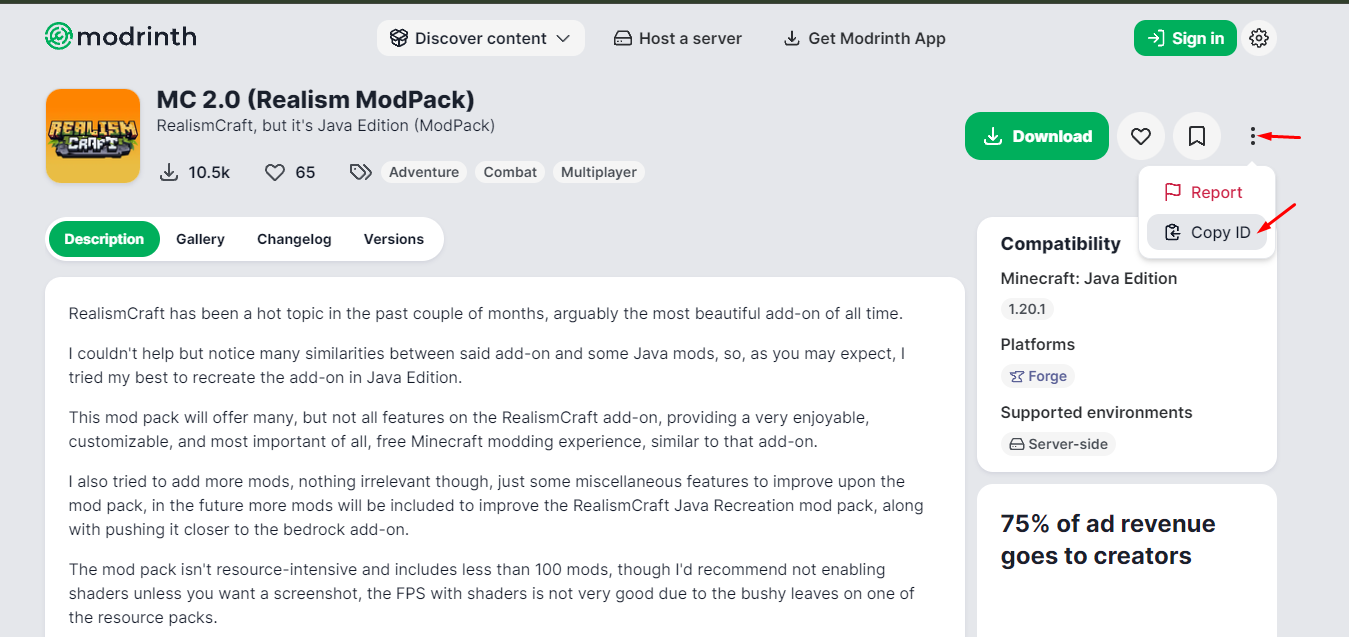 modrinth
Discover content
Host a server
Get Modrinth App
Sign in
REALISM
CRAFT
MC 2.0 (Realism ModPack)
RealismCraft, but it's Java Edition (ModPack)
10.5k
65
Adventure
Combat
Multiplayer
Download
Report
Copy ID
Description
Gallery
Changelog
Versions
RealismCraft has been a hot topic in the past couple of months, arguably the most beautiful add-on of all time.
I couldn't help but notice many similarities between said add-on and some Java mods, so, as you may expect, I
tried my best to recreate the add-on in Java Edition.
This mod pack will offer many, but not all features on the RealismCraft add-on, providing a very enjoyable,
customizable, and most important of all, free Minecraft modding experience, similar to that add-on.
I also tried to add more mods, nothing irrelevant though, just some miscellaneous features to improve upon the
mod pack, in the future more mods will be included to improve the RealismCraft Java Recreation mod pack, along
with pushing it closer to the bedrock add-on.
The mod pack isn't resource-intensive and includes less than 100 mods, though I'd recommend not enabling
shaders unless you want a screenshot, the FPS with shaders is not very good due to the bushy leaves on one of
the resource packs.
Compatibility
Minecraft: Java Edition
1.20.1
Platforms
Forge
Supported environments
Server-side
75% of ad revenue
goes to creators